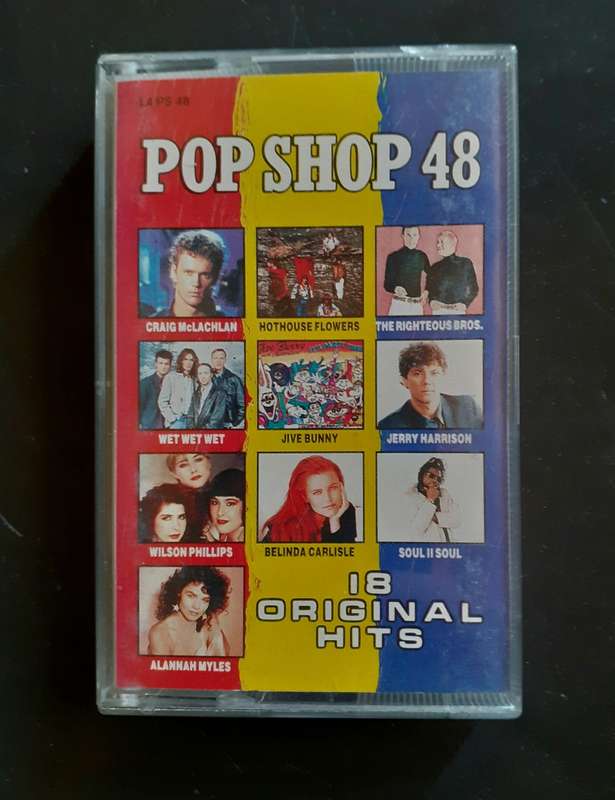 L4 PS 48
POP SHOP 48
CRAIG McLACHLAN
HOTHOUSE FLOWERS
THE RIGHTEOUS BROS.
WET WET WET
JIVE BUNNY
JERRY HARRISON
WILSON PHILLIPS
BELINDA CARLISLE
SOUL II SOUL
ALANNAH MYLES
18
ORIGINAL
HITS